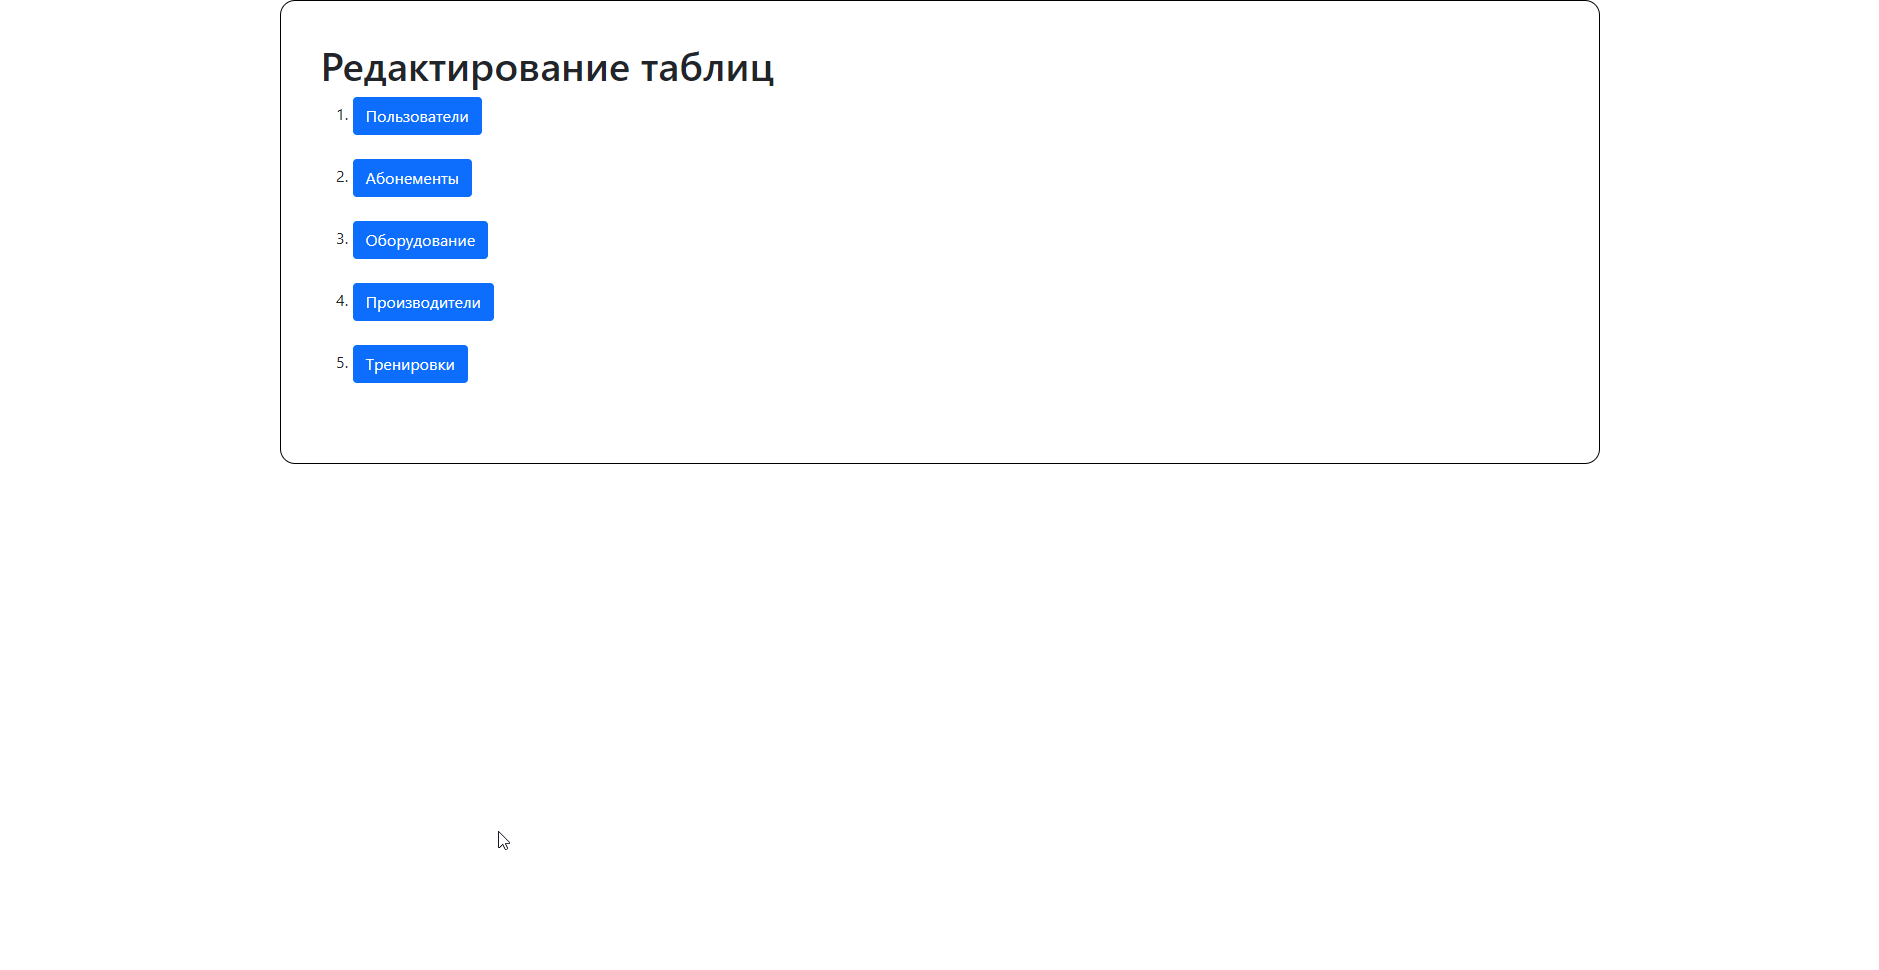 Редактирование таблиц
1. Пользователи
2. Абонементы
3. Оборудование
4. Производители
5. Тренировки